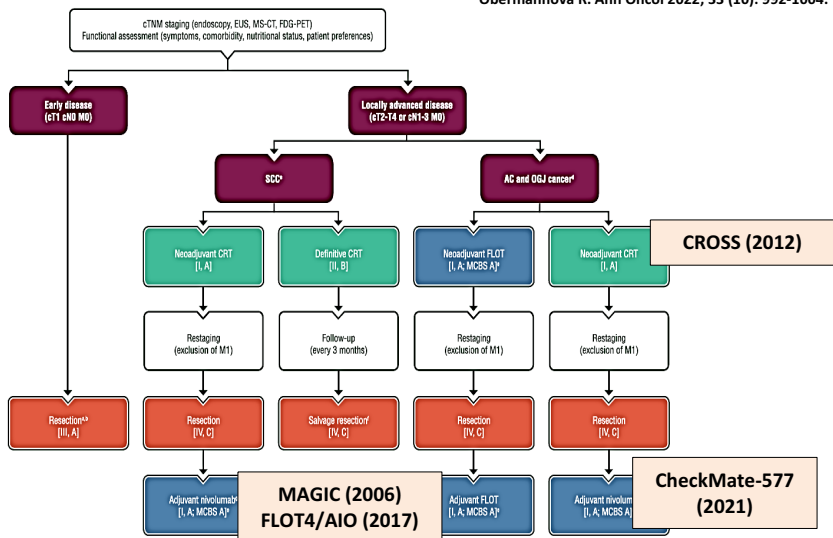 Obermannova R. Ann Oncol 2022; 33 (10): 992-1004.
cTNM staging (endoscopy, EUS, MS-CT, FDG-PET)
Functional assessment (symptoms, comorbidity, nutritional status, patient preferences)
Early disease
(cT1 cN0 M0)
Locally advanced disease
(cT2-T4 or cN1-3 M0)
SCC
AC and OGJ cancer
Neoadjuvant CRT
[I, A]
Definitive CRT
[II, B]
Neoadjuvant FLOT
[I, A; MCBS A]
Neoadjuvant CRT
[I, A]
CROSS (2012)
Restaging
(exclusion of M1)
Follow-up
(every 3 months)
Restaging
(exclusion of M1)
Restaging
(exclusion of M1)
Resection
[III, A]
Resection
[IV, C]
Salvage resection
[IV, C]
Resection
[IV, C]
Resection
[IV, C]
Adjuvant nivolumab
[I, A; MCBS A]
MAGIC (2006)
FLOT4/AIO (2017)
Adjuvant FLOT
[I, A; MCBS A]
Adjuvant
[I, A; MCBS A]
CheckMate-577
(2021)